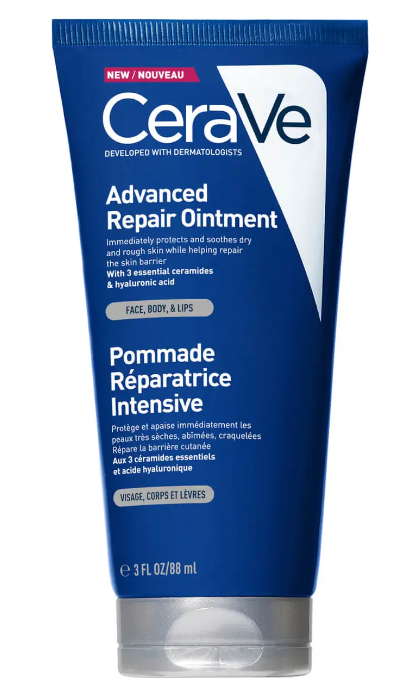 NEW / NOUVEAU
CeraVe
DEVELOPED WITH DERMATOLOGISTS
Advanced
Repair Ointment
Immediately protects and soothes dry
and rough skin while helping repair
the skin barrier
With 3 essential ceramides
& hyaluronic acid
FACE, BODY, & LIPS
Pommade
Réparatrice
Intensive
Protège et apaise immédiatement les
peaux très sèches, abîmées, craquelées
Répare la barrière cutanée
Aux 3 céramides essentiels
et acide hyaluronique
VISAGE, CORPS ET LÈVRES
℮ 3 FL OZ/88 ml